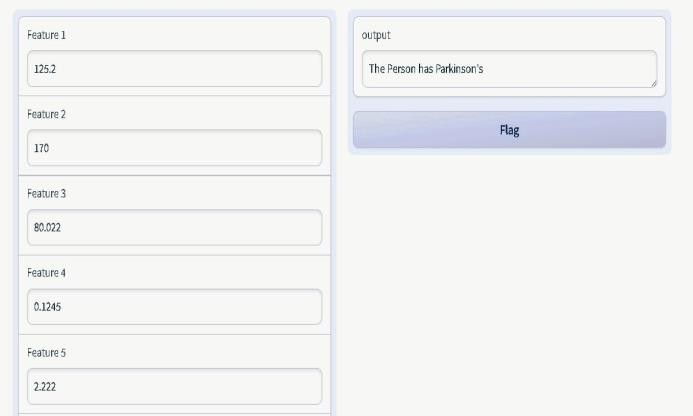 Feature 1
125.2
Feature 2
170
Feature 3
80.022
Feature 4
0.1245
Feature 5
2.222
output
The Person has Parkinson's
Flag